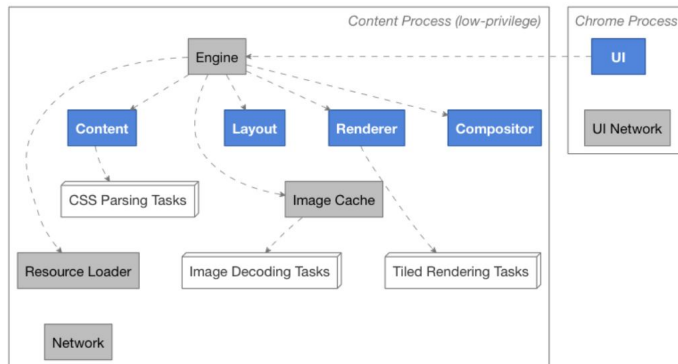 Content Process (low-privilege)
Chrome Process
Engine
UI
Content
Layout
Renderer
Compositor
UI Network
CSS Parsing Tasks
Image Cache
Resource Loader
Image Decoding Tasks
Tiled Rendering Tasks
Network